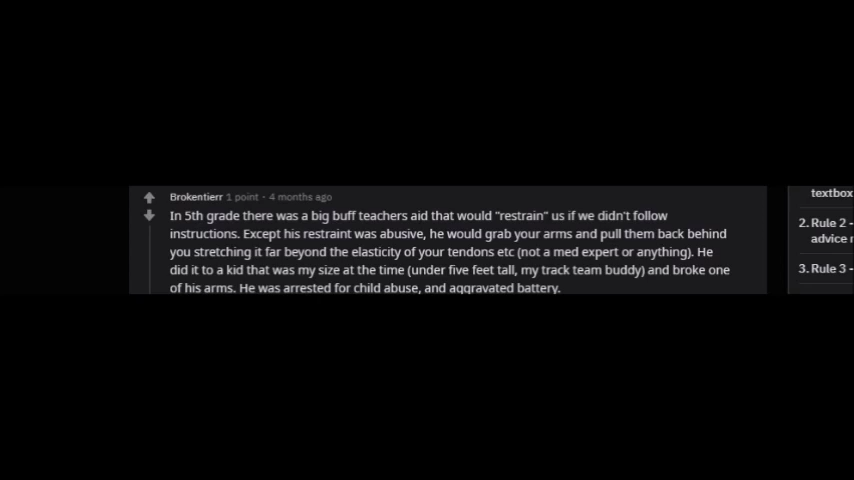 Brokentierr 1 point · 4 months ago
In 5th grade there was a big buff teachers aid that would "restrain" us if we didn't follow
instructions. Except his restraint was abusive, he would grab your arms and pull them back behind
you stretching it far beyond the elasticity of your tendons etc (not a med expert or anything). He
did it to a kid that was my size at the time (under five feet tall, my track team buddy) and broke one
of his arms. He was arrested for child abuse, and aggravated battery.
textbox
2. Rule 2 -
advice r
3. Rule 3 -